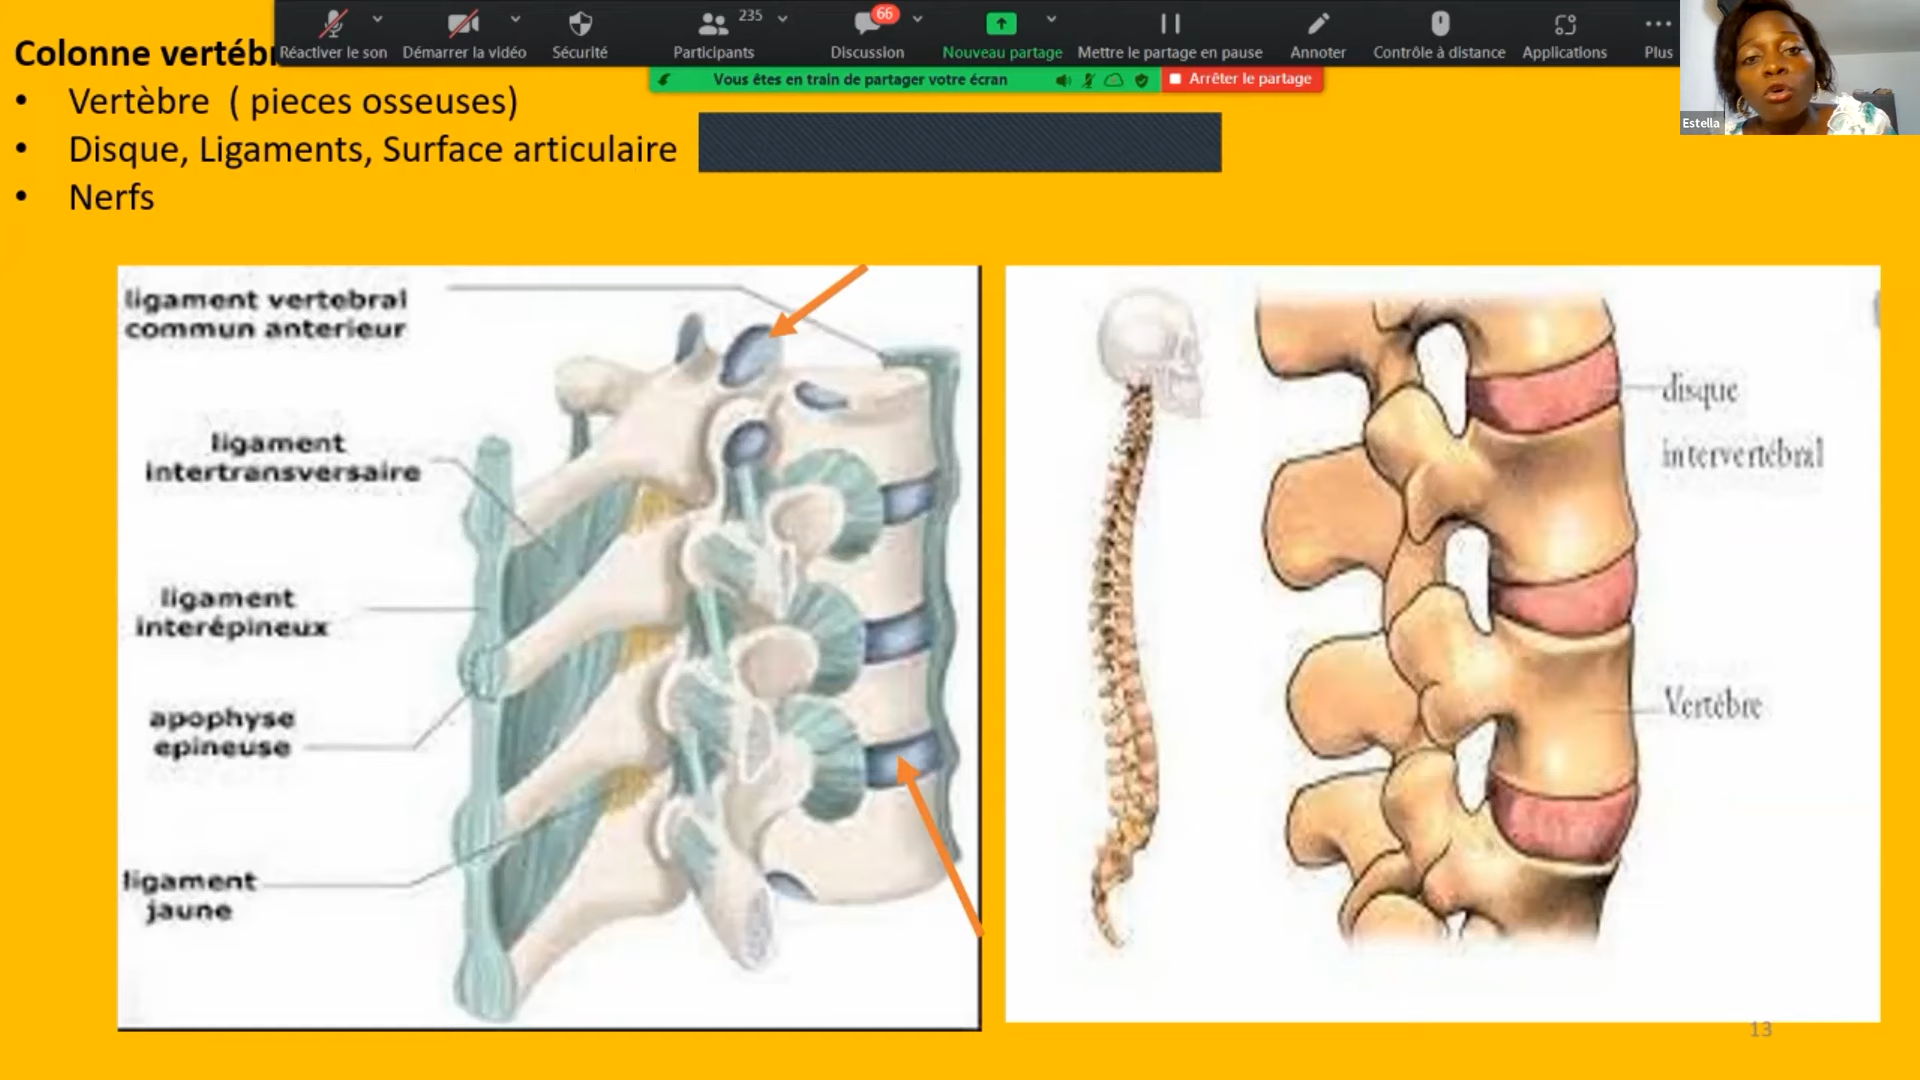 Réactiver le son
Démarrer la vidéo
Sécurité
Participants
235
Discussion
66
Nouveau partage
Mettre le partage en pause
Annoter
Contrôle à distance
Applications
Plus
Vous êtes en train de partager votre écran
Arrêter le partage
Estella
Colonne
• Vertèbre ( pieces osseuses)
• Disque, Ligaments, Surface articulaire
• Nerfs
ligament vertebral
commun anterieur
ligament
intertransversaire
ligament
interépineux
apophyse
epineuse
ligament
jaune
disque
intervertébral
Vertébre
13